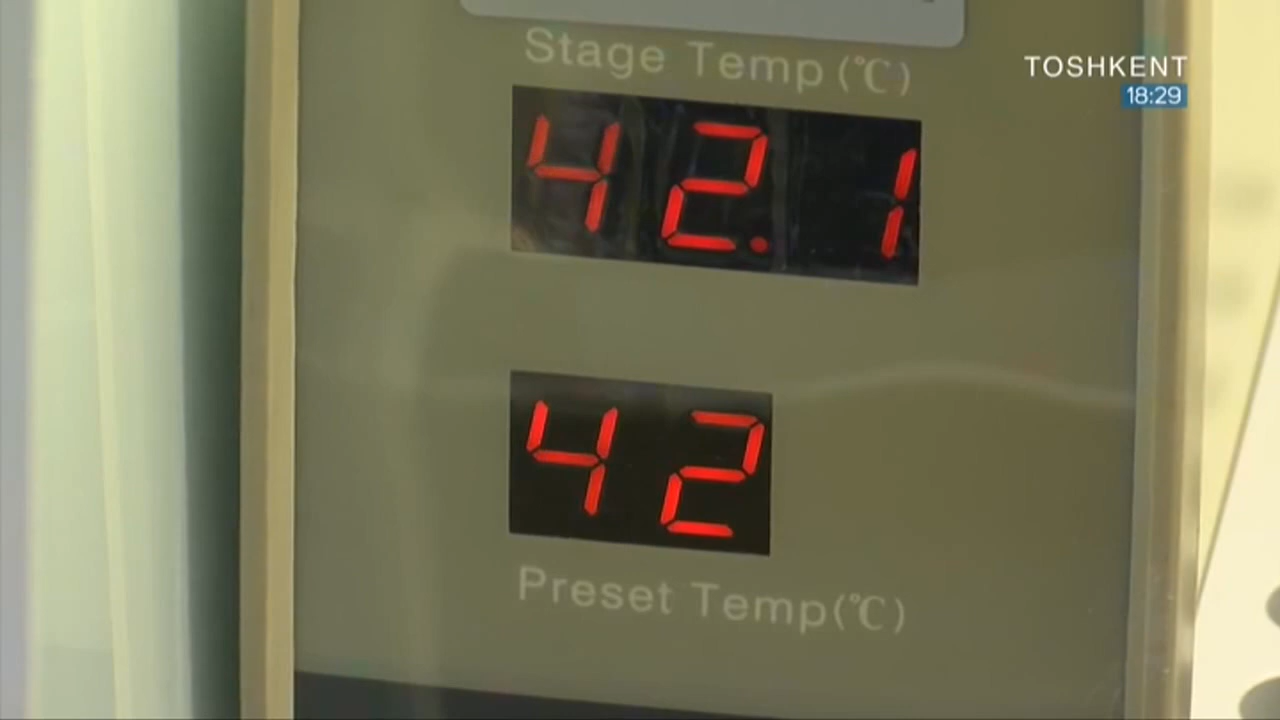 Stage Temp (℃)
42.1
42
Preset Temp(℃)
TOSHKENT
18:29